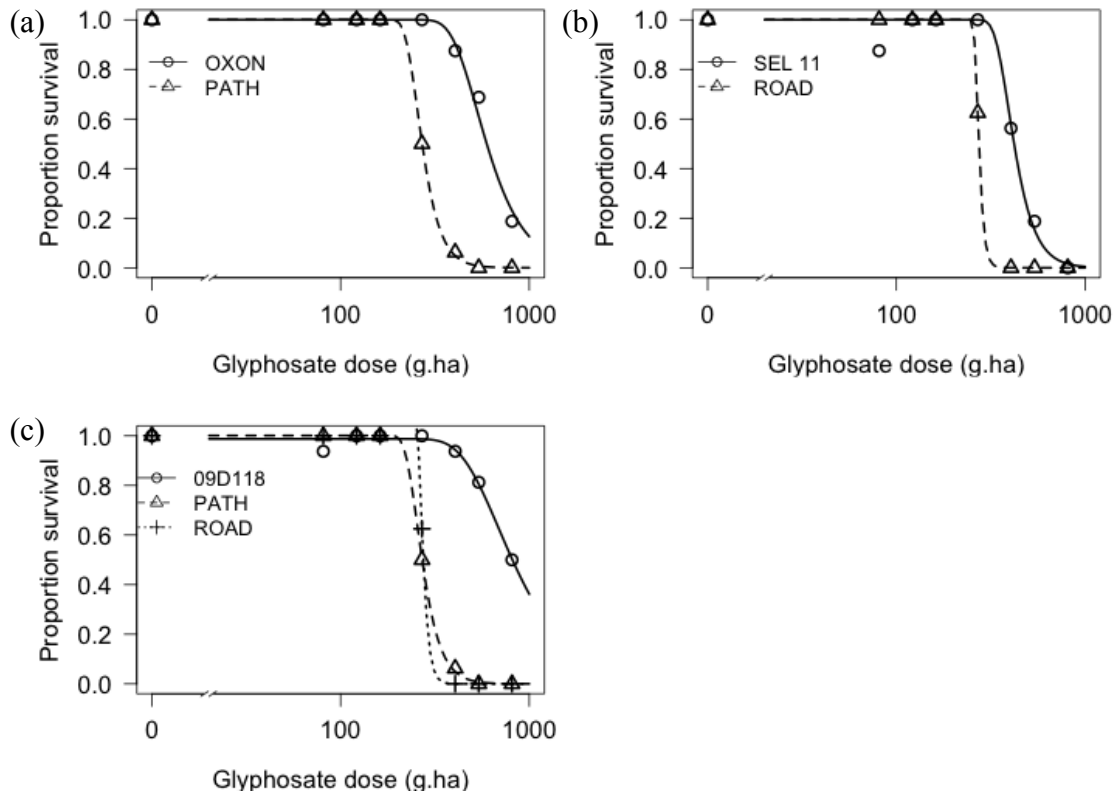 (a)
1.0
0.8
0.6
0.4
0.2
0.0
Proportion survival
OXON
PATH
0
100
1000
Glyphosate dose (g.ha)
(b)
1.0
0.8
0.6
0.4
0.2
0.0
Proportion survival
SEL 11
ROAD
0
100
1000
Glyphosate dose (g.ha)
(c)
1.0
0.8
0.6
0.4
0.2
0.0
Proportion survival
09D118
PATH
ROAD
0
100
1000
Glyphosate dose (g.ha)